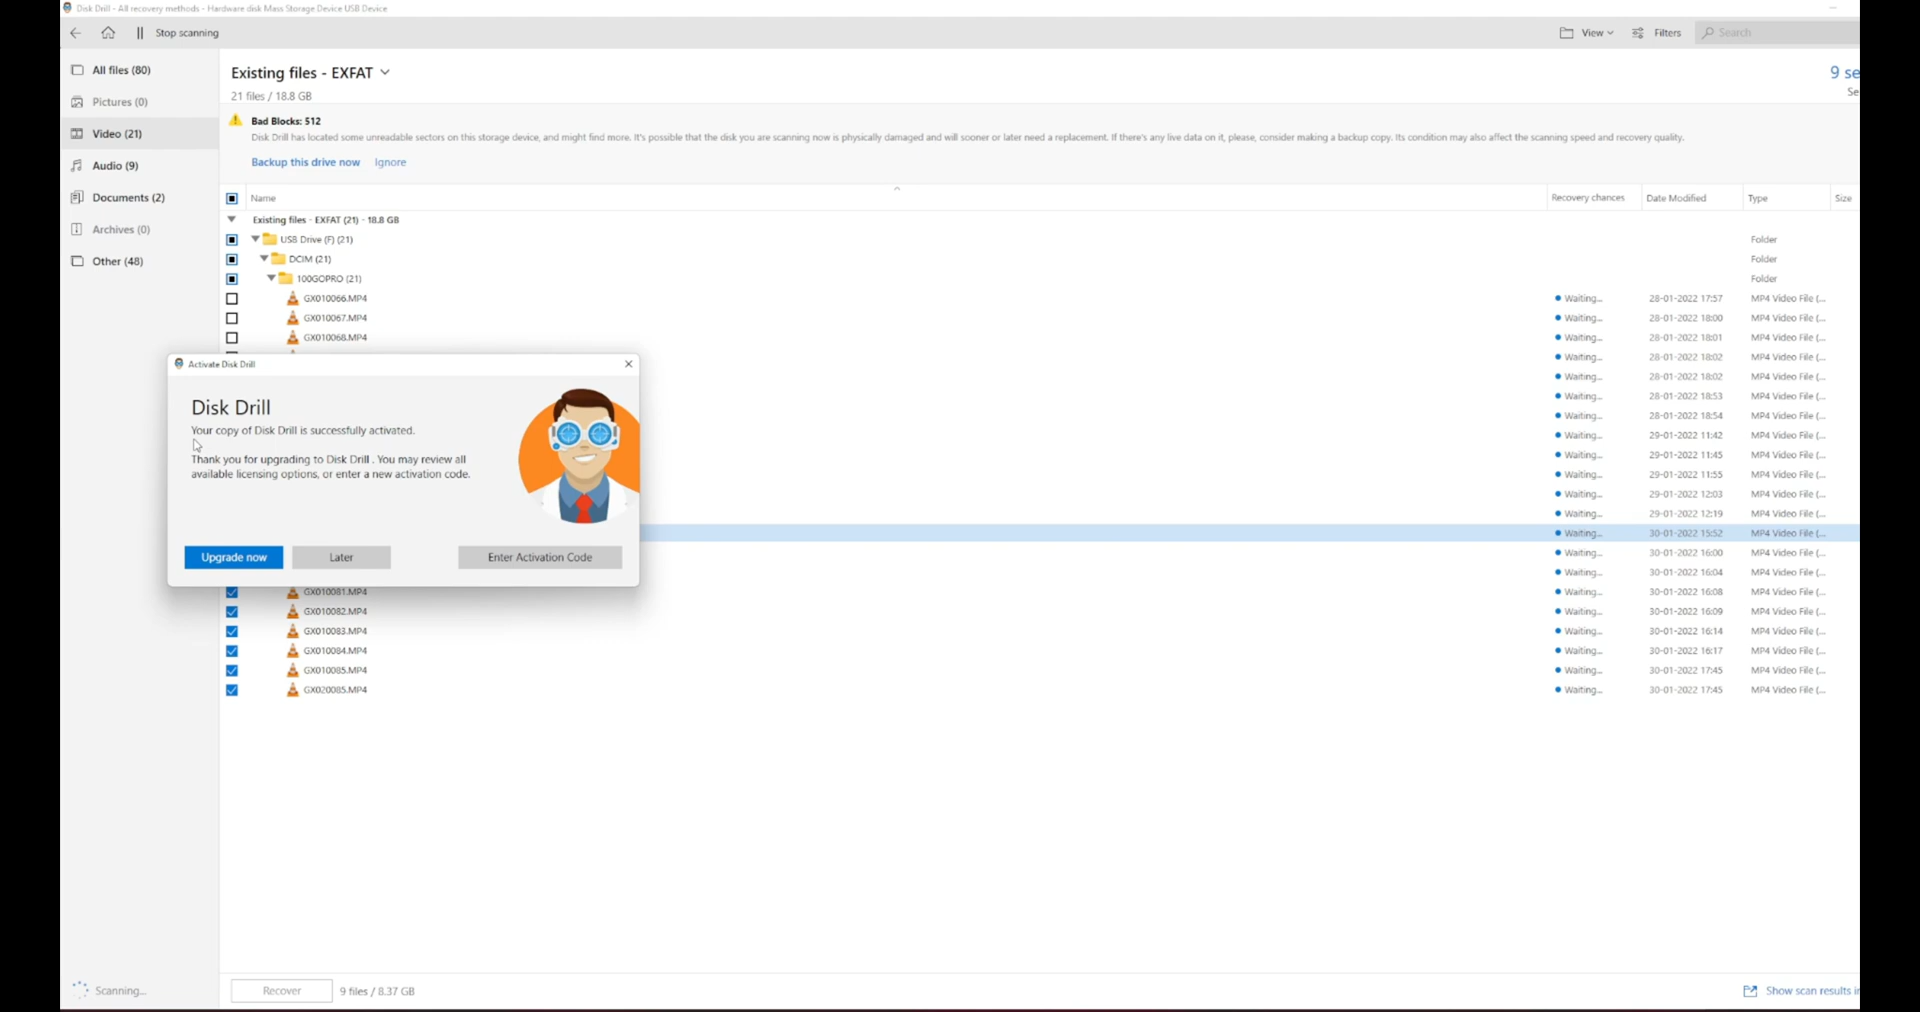 Disk Drill - All recovery methods - Hardware disk Mass Storage Device USB Device
Stop scanning
View
Filters
Search
All files (80)
Pictures (0)
Video (21)
Audio (9)
Documents (2)
Archives (0)
Other (48)
Existing files - EXFAT
21 files / 18.8 GB
9 se
Se
Bad Blocks: 512
Disk Drill has located some unreadable sectors on this storage device, and might find more. It's possible that the disk you are scanning now is physically damaged and will sooner or later need a replacement. If there's any live data on it, please, consider making a backup copy. Its condition may also affect the scanning speed and recovery quality.
Backup this drive now Ignore
Name Recovery chances Date Modified Type Size
Existing files - EXFAT (21) - 18.8 GB
USB Drive (F) (21) Folder
DCIM (21) Folder
100GOPRO (21) Folder
GX010066.MP4 Waiting... 28-01-2022 17:57 MP4 Video File (...
GX010067.MP4 Waiting... 28-01-2022 18:00 MP4 Video File (...
GX010068.MP4 Waiting... 28-01-2022 18:01 MP4 Video File (...
Waiting... 28-01-2022 18:02 MP4 Video File (...
Waiting... 28-01-2022 18:02 MP4 Video File (...
Waiting... 28-01-2022 18:53 MP4 Video File (...
Waiting... 28-01-2022 18:54 MP4 Video File (...
Waiting... 29-01-2022 11:42 MP4 Video File (...
Waiting... 29-01-2022 11:45 MP4 Video File (...
Waiting... 29-01-2022 11:55 MP4 Video File (...
Waiting... 29-01-2022 12:03 MP4 Video File (...
Waiting... 29-01-2022 12:19 MP4 Video File (...
Waiting... 30-01-2022 15:52 MP4 Video File (...
Waiting... 30-01-2022 16:00 MP4 Video File (...
Waiting... 30-01-2022 16:04 MP4 Video File (...
GX010081.MP4 Waiting... 30-01-2022 16:08 MP4 Video File (...
GX010082.MP4 Waiting... 30-01-2022 16:09 MP4 Video File (...
GX010083.MP4 Waiting... 30-01-2022 16:14 MP4 Video File (...
GX010084.MP4 Waiting... 30-01-2022 16:17 MP4 Video File (...
GX010085.MP4 Waiting... 30-01-2022 17:45 MP4 Video File (...
GX020085.MP4 Waiting... 30-01-2022 17:45 MP4 Video File (...
Activate Disk Drill
Disk Drill
Your copy of Disk Drill is successfully activated.
Thank you for upgrading to Disk Drill . You may review all
available licensing options, or enter a new activation code.
Upgrade now Later Enter Activation Code
Scanning...
Recover 9 files / 8.37 GB
Show scan results i